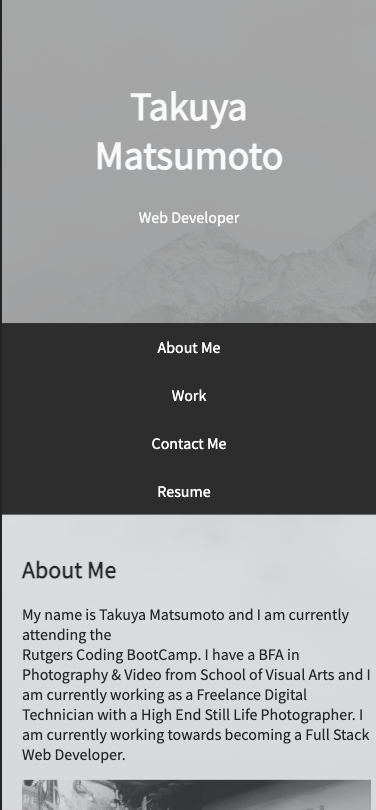 Takuya
Matsumoto
Web Developer
About Me
Work
Contact Me
Resume
About Me
My name is Takuya Matsumoto and I am currently
attending the
Rutgers Coding BootCamp. I have a BFA in
Photography & Video from School of Visual Arts and I
am currently working as a Freelance Digital
Technician with a High End Still Life Photographer. I
am currently working towards becoming a Full Stack
Web Developer.